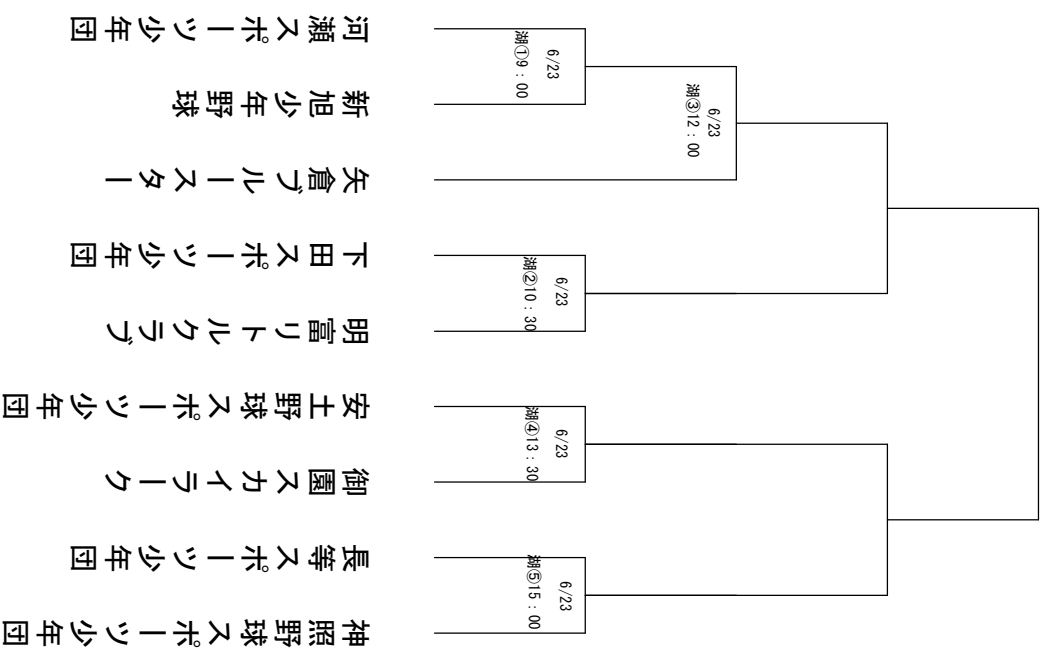 河瀬スポーツ少年団
新旭少年野球
矢倉ブルースター
下田スポーツ少年団
明富リトルクラブ
安土野球スポーツ少年団
御園スカイラーク
長等スポーツ少年団
神照野球スポーツ少年団
6/23
湖①9：00
6/23
湖③12：00
6/23
湖②10：30
6/23
湖④13：30
6/23
湖⑤15：00